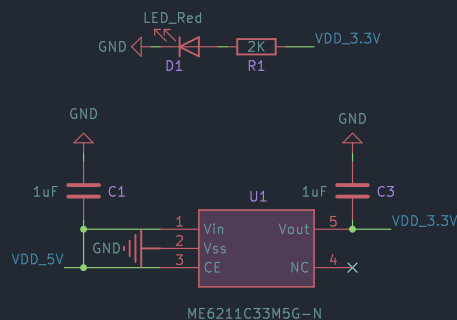 LED_Red
GND
2K
VDD_3.3V
D1
R1
GND
GND
1uF
C1
1uF
C3
U1
1
Vin
Vout
5
VDD_3.3V
GND
2
Vss
VDD_5V
3
CE
NC
4
ME6211C33M5G-N